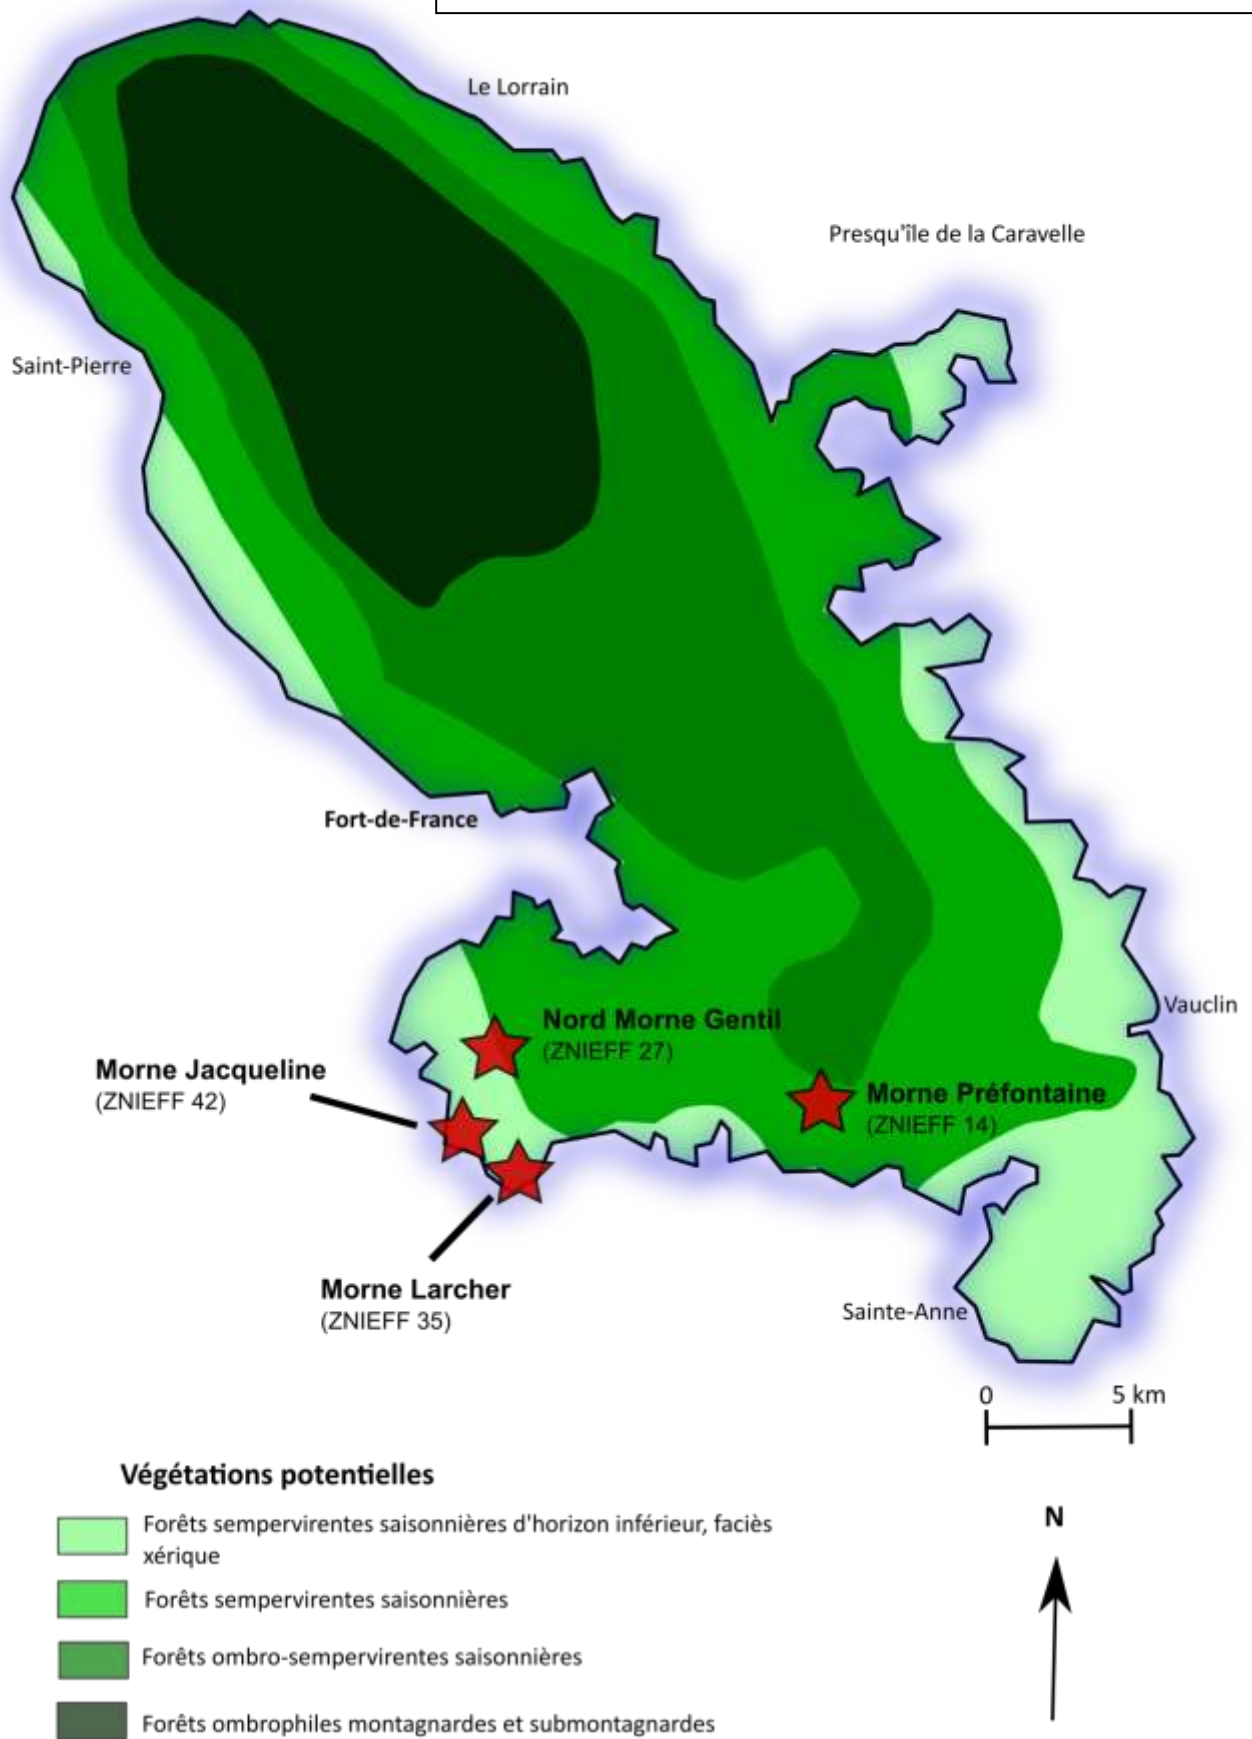 Le Lorrain
Presqu'île de la Caravelle
Saint-Pierre
Fort-de-France
Vauclin
Nord Morne Gentil
(ZNIEFF 27)
Morne Jacqueline
(ZNIEFF 42)
Morne Préfontaine
(ZNIEFF 14)
Morne Larcher
(ZNIEFF 35)
Sainte-Anne
0 5 km
Végétations potentielles
Forêts sempervirentes saisonnières d'horizon inférieur, faciès
xérique
N
Forêts sempervirentes saisonnières
Forêts ombro-sempervirentes saisonnières
Forêts ombrophiles montagnardes et submontagnardes